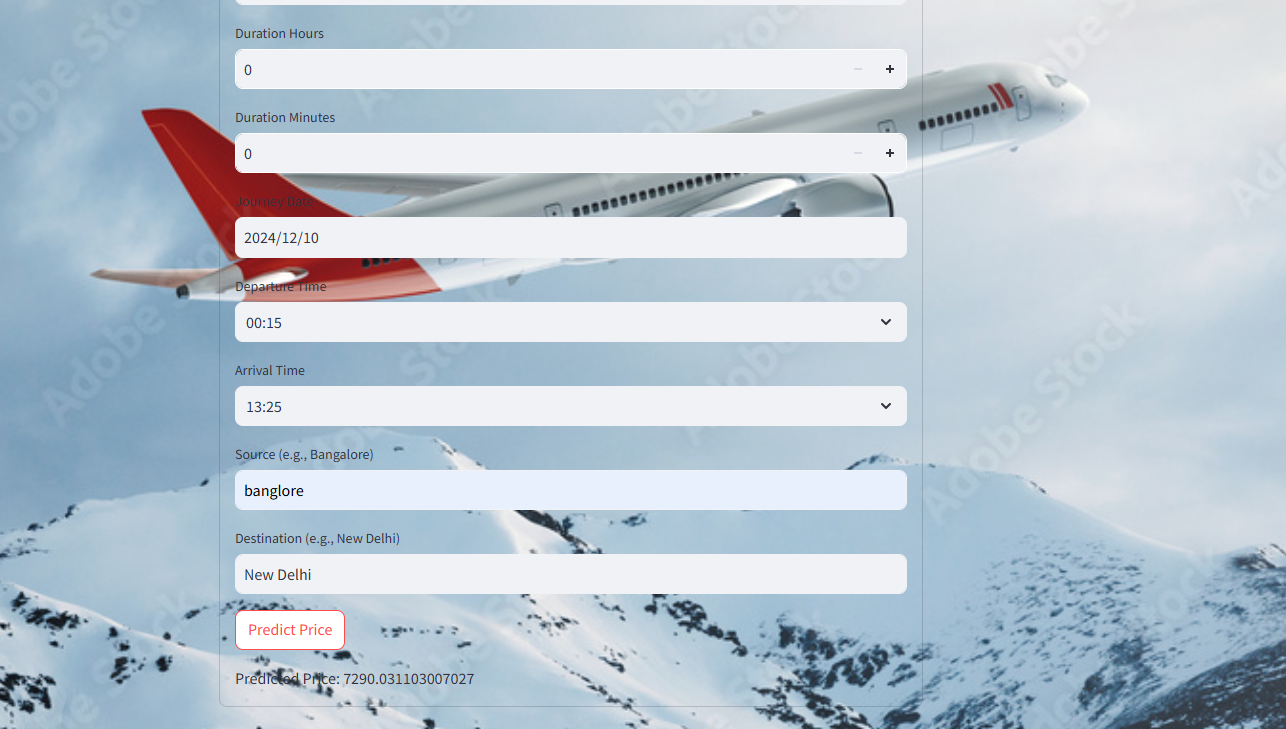 Duration Hours
0
Duration Minutes
0
Journey Date
2024/12/10
Departure Time
00:15
Arrival Time
13:25
Source (e.g., Bangalore)
banglore
Destination (e.g., New Delhi)
New Delhi
Predict Price
Predicted Price: 7290.031103007027
Adobe Stock